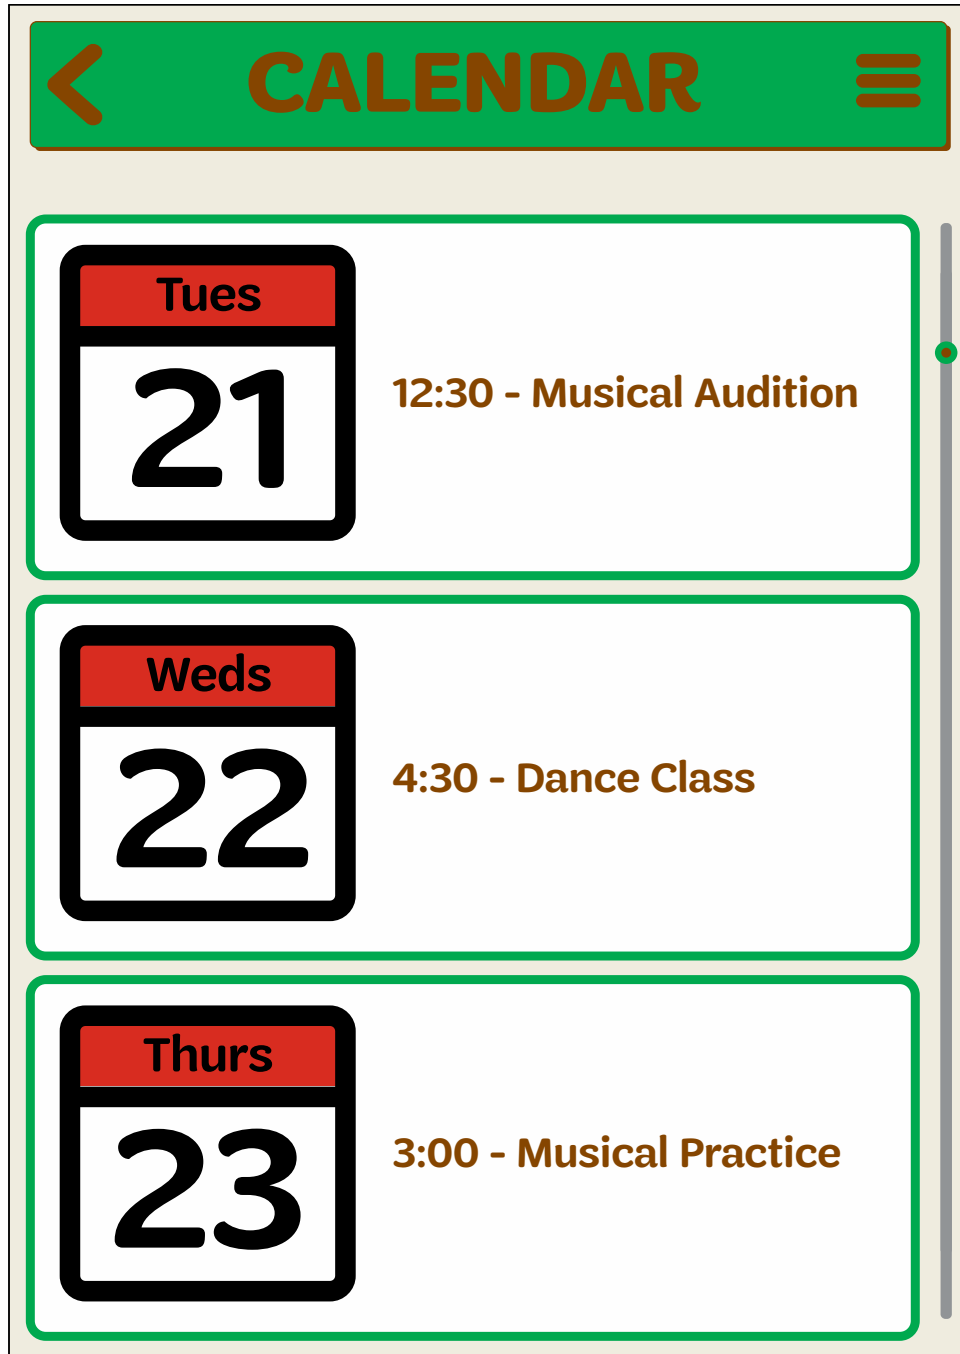 CALENDAR
Tues
21
12:30 - Musical Audition
Weds
22
4:30 - Dance Class
Thurs
23
3:00 - Musical Practice